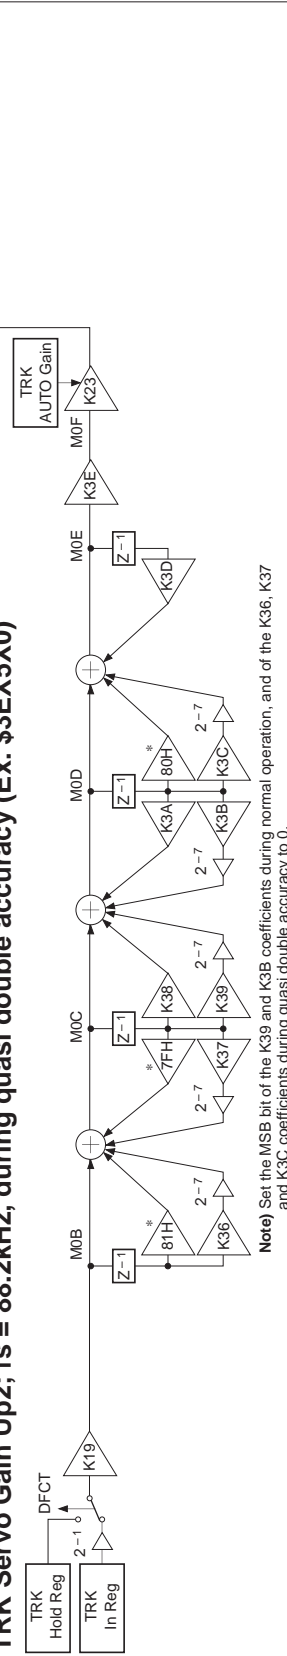 TRK Servo Gain Up2; fs = 88.2kHz, during quasi double accuracy (Ex. $3EX5X0)
TRK
Hold Reg
TRK
In Reg
2–1
DFCT
K19
M0B
Z–1
81H
*
K36
2–7
7FH
*
K37
2–7
M0C
Z–1
K38
K39
2–7
K3A
K3B
2–7
M0D
Z–1
80H
*
K3C
2–7
M0E
Z–1
K3D
K3E
M0F
K23
TRK
AUTO Gain
Note) Set the MSB bit of the K39 and K3B coefficients during normal operation, and of the K36, K37
and K3C coefficients during quasi double accuracy to 0.